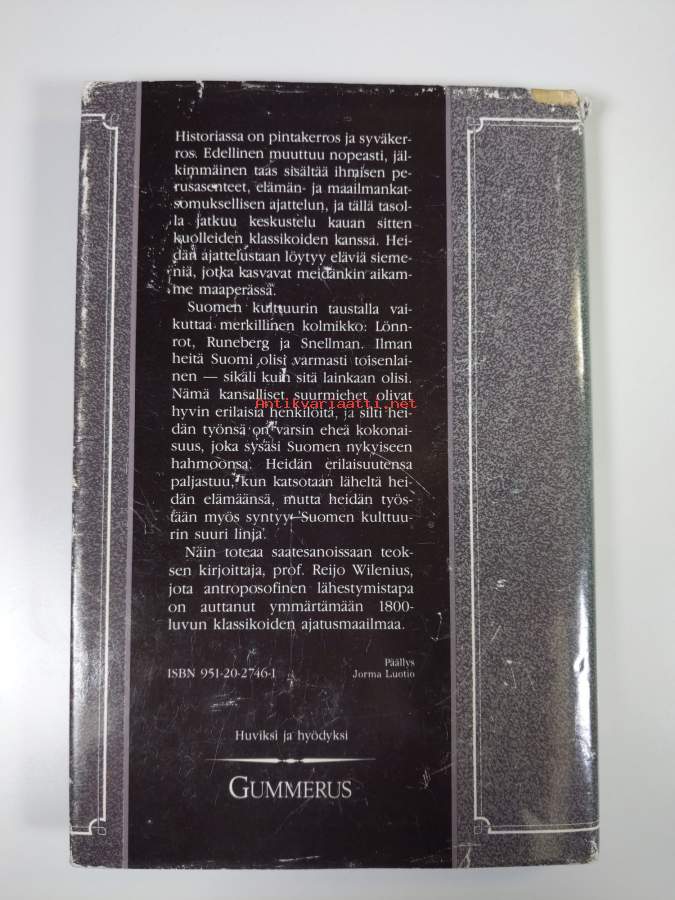 Historiassa on pintakerros ja syväker-
ros. Edellinen muuttuu nopeasti, jäl-
kimmäinen taas sisältää ihmisen pe-
rusasenteet, elämän- ja maailmankat-
somuksellisen ajattelun, ja tällä tasol-
la jatkuu keskustelu kauan sitten
kuolleiden klassikoiden kanssa. Hei-
dän ajattelustaan löytyy eläviä sieme-
niä, jotka kasvavat meidänkin aikam-
me maaperässä.
Suomen kulttuurin taustalla vai-
kuttaa merkillinen kolmikko: Lönn-
rot, Runeberg ja Snellman. Ilman
heitä Suomi olisi varmasti toisenlai-
nen — sikäli kuin sitä lainkaan olisi.
Nämä kansalliset suurmiehet olivat
Antikvariaatti.net
hyvin erilaisia henkilöitä, ja silti hei-
dän työnsä on varsin eheä kokonai-
suus, joka sysäsi Suomen nykyiseen
hahmoonsa. Heidän erilaisuutensa
paljastuu, kun katsotaan läheltä hei-
dän elämäänsä, mutta heidän työs-
tään myös syntyy 'Suomen kulttuu-
rin suuri linja'.
Näin toteaa saatesanoissaan teok-
sen kirjoittaja, prof. Reijo Wilenius,
jota antroposofinen lähestymistapa
on auttanut ymmärtämään 1800-
luvun klassikoiden ajatusmaailmaa.
ISBN 951-20-2746-1
Päällys
Jorma Luotio
Huviksi ja hyödyksi
GUMMERUS